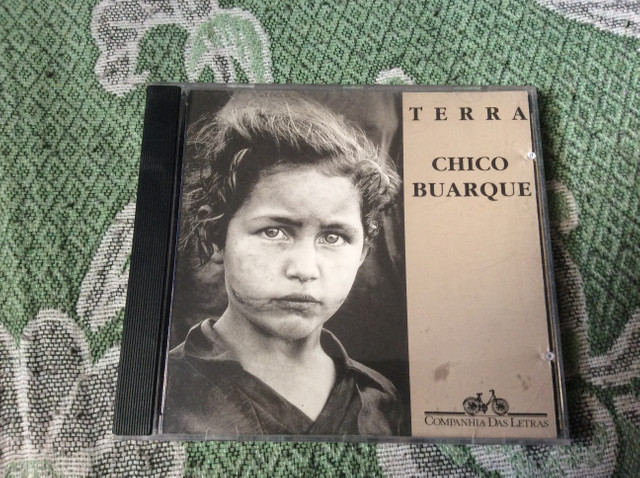 TERRA
CHICO
BUARQUE
COMPANHIA DAS LETRAS